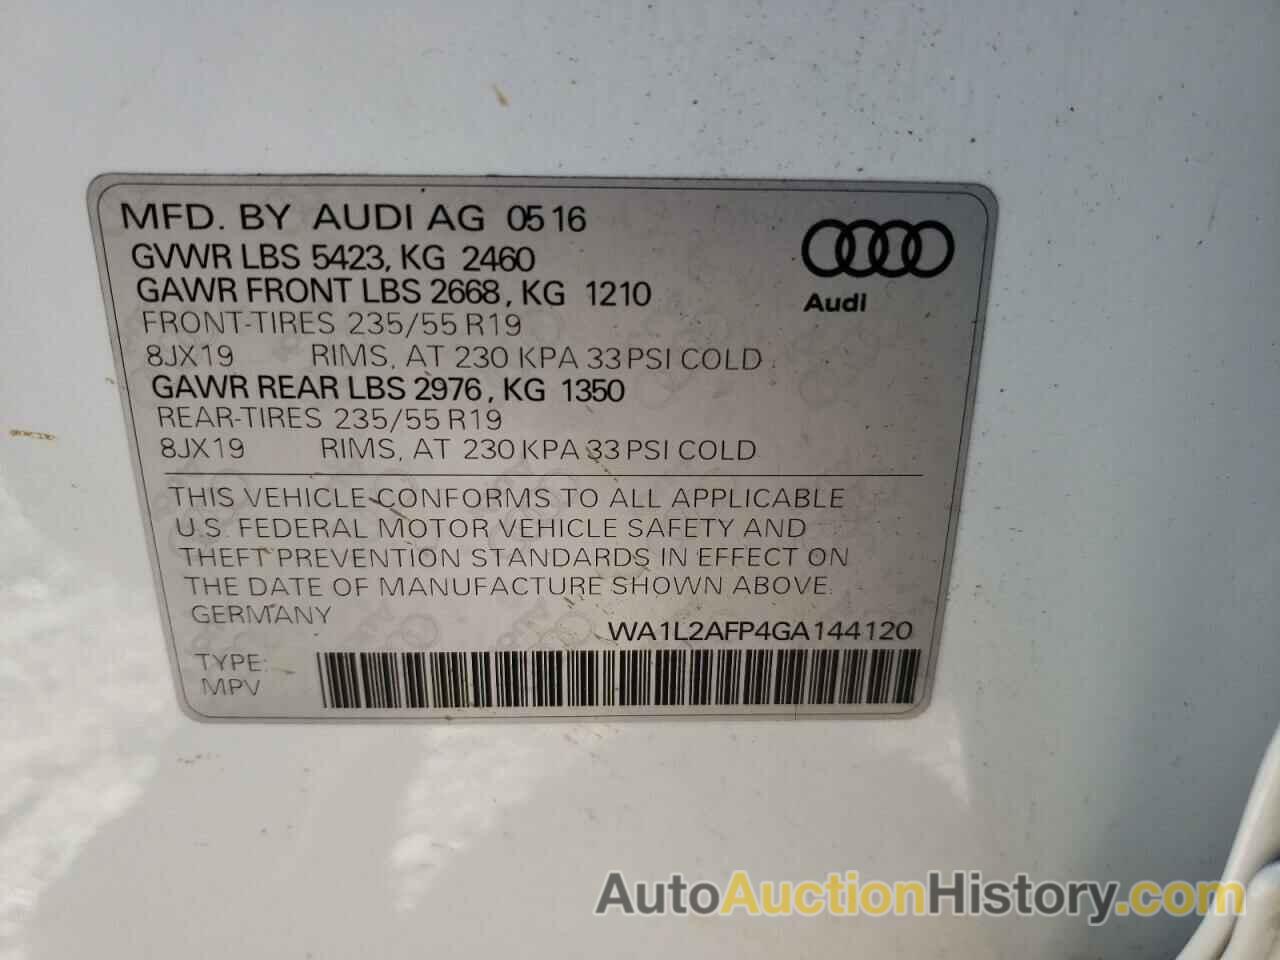 MFD. BY AUDI AG 0516
GVWR LBS 5423, KG 2460
GAWR FRONT LBS 2668, KG 1210
FRONT-TIRES 235/55 R19
8JX19 RIMS, AT 230 KPA 33 PSI COLD
GAWR REAR LBS 2976, KG 1350
REAR-TIRES 235/55 R19
8JX19 RIMS, AT 230 KPA 33 PSI COLD
Audi
THIS VEHICLE CONFORMS TO ALL APPLICABLE
U.S. FEDERAL MOTOR VEHICLE SAFETY AND
THEFT PREVENTION STANDARDS IN EFFECT ON
THE DATE OF MANUFACTURE SHOWN ABOVE.
GERMANY
WA1L2AFP4GA144120
TYPE:
MPV
AutoAuctionHistory.com